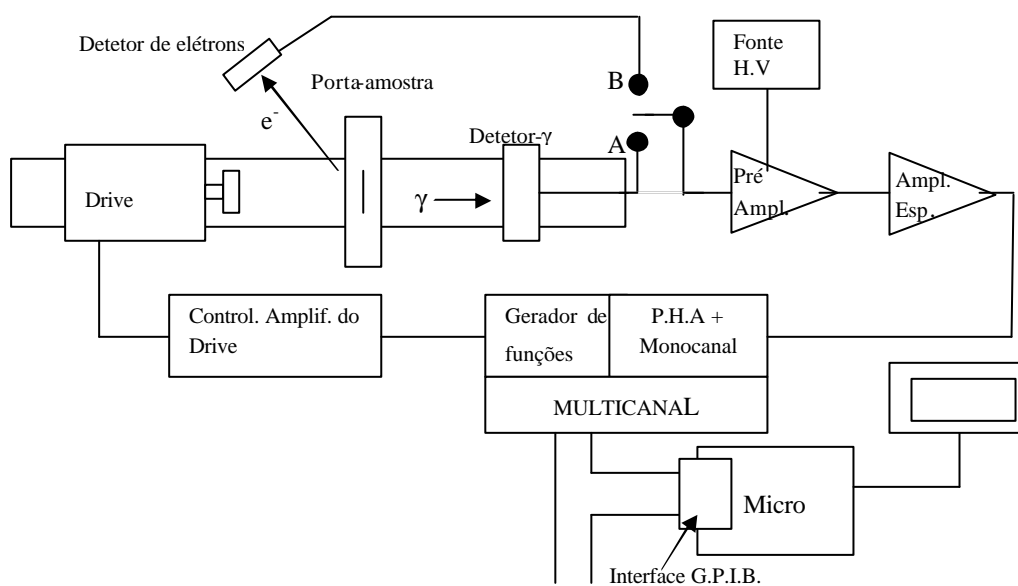 Detetor de elétrons
Fonte
H.V
Porta-amostra
B
e-
Detetor-γ
A
Drive
γ
Pré
Ampl.
Ampl.
Esp.
Control. Amplif. do
Drive
Gerador de
funções
P.H.A +
Monocanal
MULTICANAL
Micro
Interface G.P.I.B.